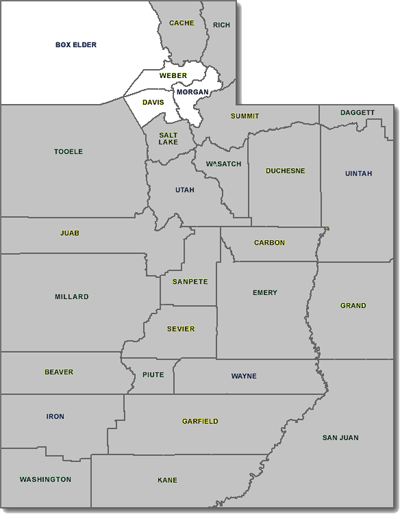 CACHE
RICH
BOX ELDER
WEBER
MORGAN
DAVIS
SUMMIT
DAGGETT
SALT
LAKE
TOOELE
WASATCH
DUCHESNE
UINTAH
UTAH
JUAB
CARBON
SANPETE
MILLARD
EMERY
GRAND
SEVIER
BEAVER
PIUTE
WAYNE
IRON
GARFIELD
SAN JUAN
WASHINGTON
KANE